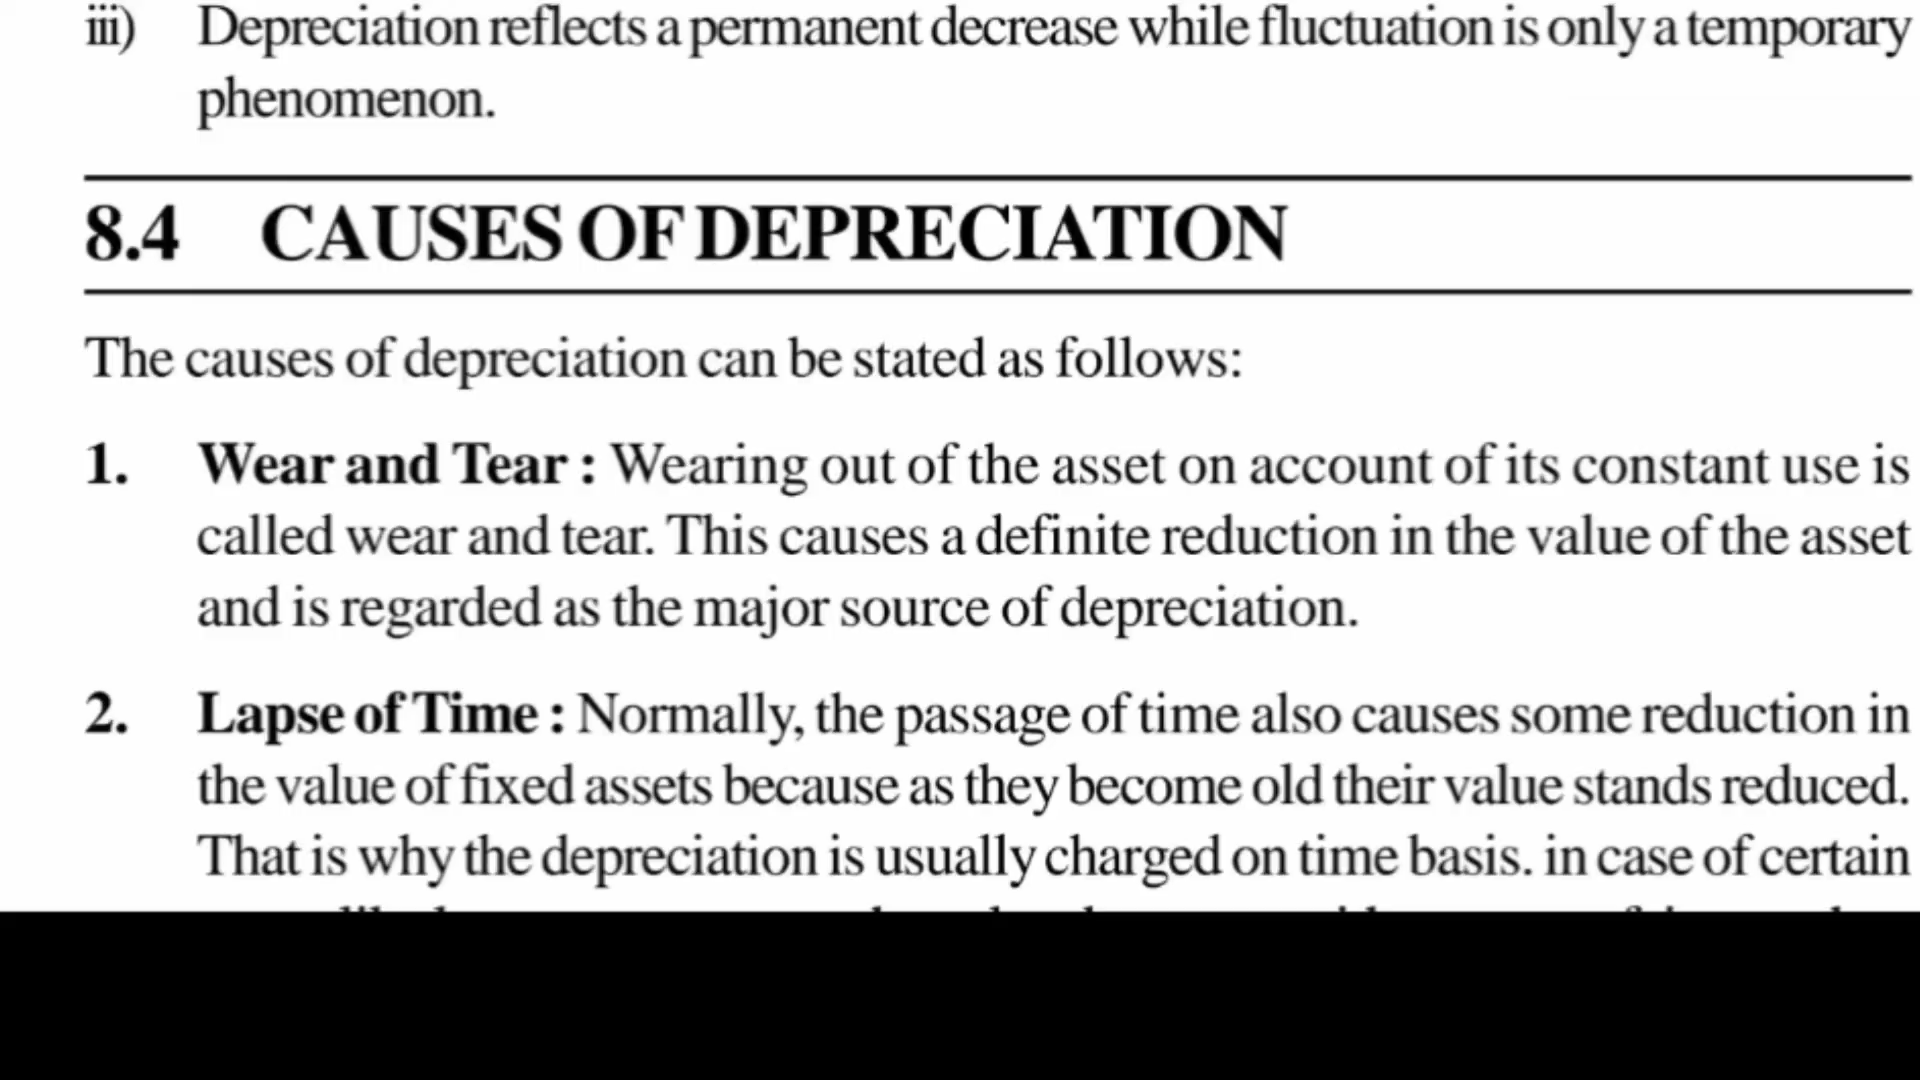 iii) Depreciation reflects a permanent decrease while fluctuation is only a temporary
phenomenon.
8.4 CAUSES OF DEPRECIATION
The causes of depreciation can be stated as follows:
1. Wear and Tear : Wearing out of the asset on account of its constant use is
called wear and tear. This causes a definite reduction in the value of the asset
and is regarded as the major source of depreciation.
2. Lapse of Time : Normally, the passage of time also causes some reduction in
the value of fixed assets because as they become old their value stands reduced.
That is why the depreciation is usually charged on time basis. in case of certain